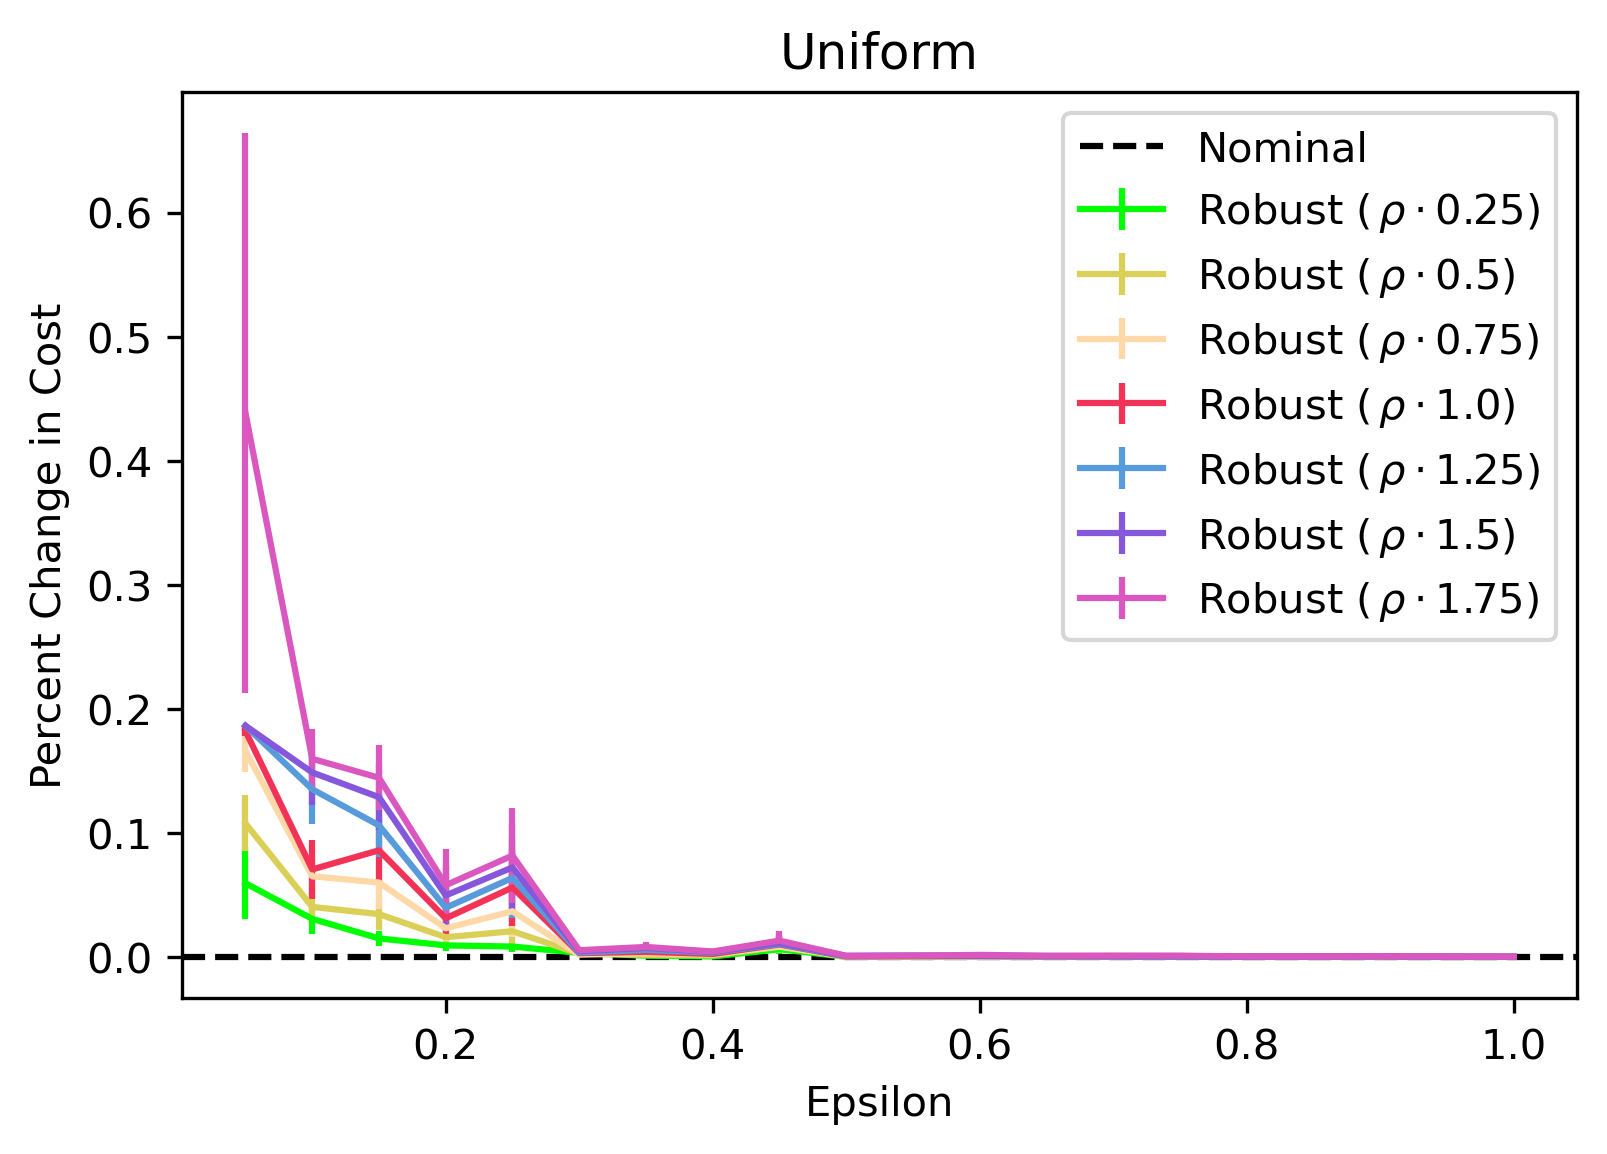 Uniform
Percent Change in Cost
0.6
0.5
0.4
0.3
0.2
0.1
0.0
Nominal
Robust ( ρ · 0.25)
Robust ( ρ · 0.5)
Robust ( ρ · 0.75)
Robust ( ρ · 1.0)
Robust ( ρ · 1.25)
Robust ( ρ · 1.5)
Robust ( ρ · 1.75)
0.2 0.4 0.6 0.8 1.0
Epsilon